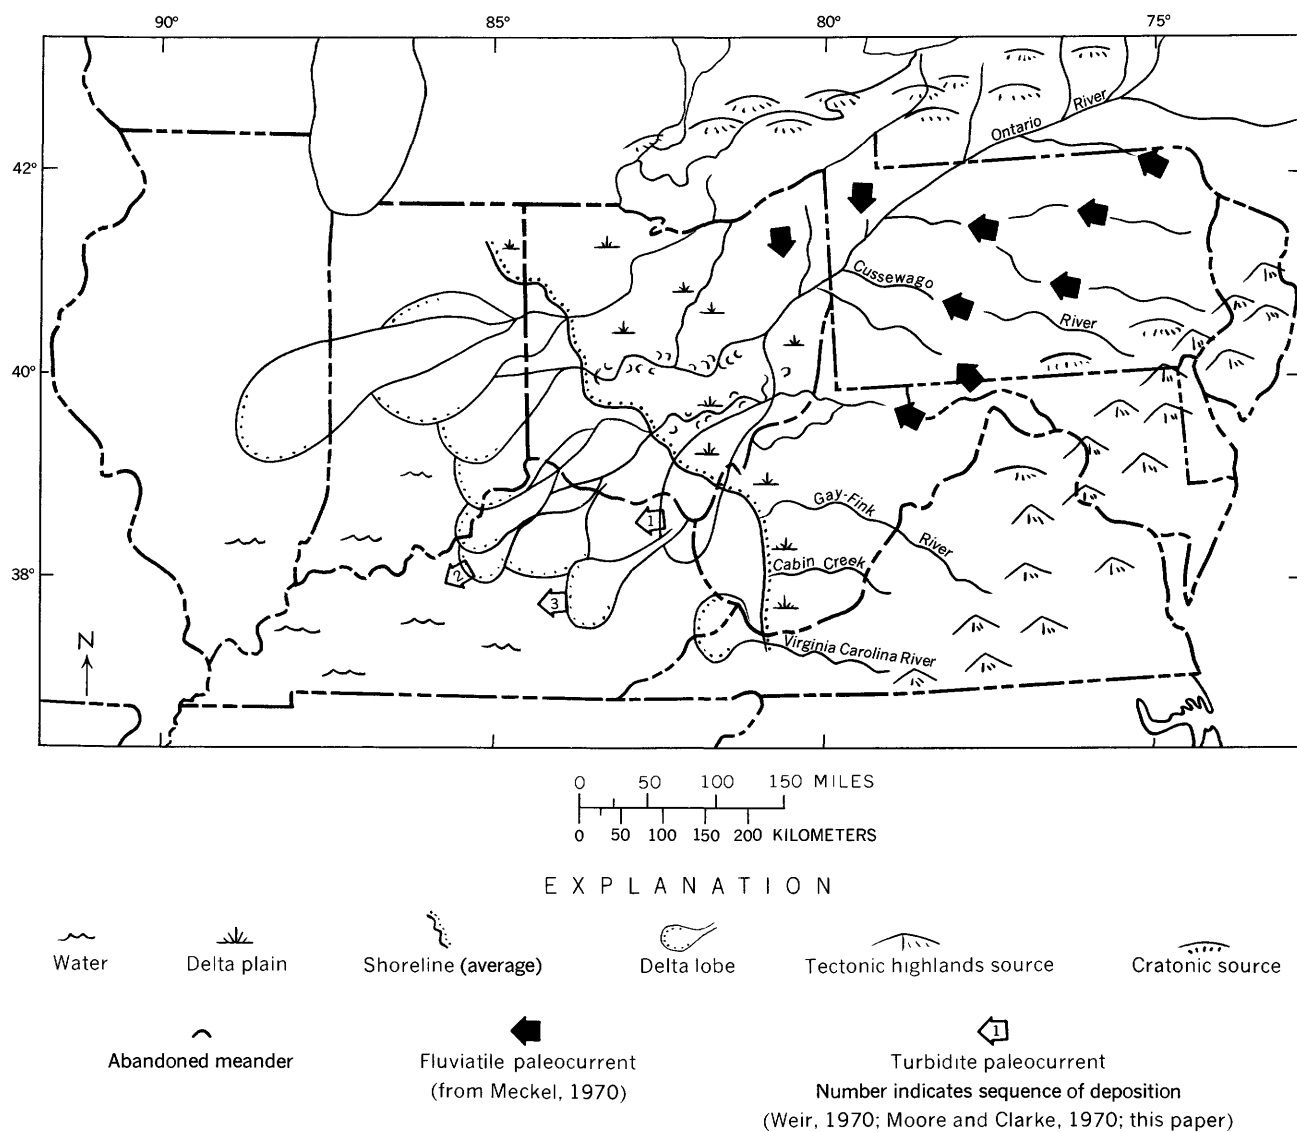 90° 85° 80° 75°
Ontario River
42°
Cussewago
River
40°
1
Gay-Fink
River
38°
2
Cabin Creek
3
N
Virginia Carolina River
0 50 100 150 MILES
0 50 100 150 200 KILOMETERS
EXPLANATION
Water Delta plain Shoreline (average) Delta lobe Tectonic highlands source Cratonic source
1
Abandoned meander Fluviatile paleocurrent Turbidite paleocurrent
(from Meckel, 1970) Number indicates sequence of deposition
(Weir, 1970; Moore and Clarke, 1970; this paper)